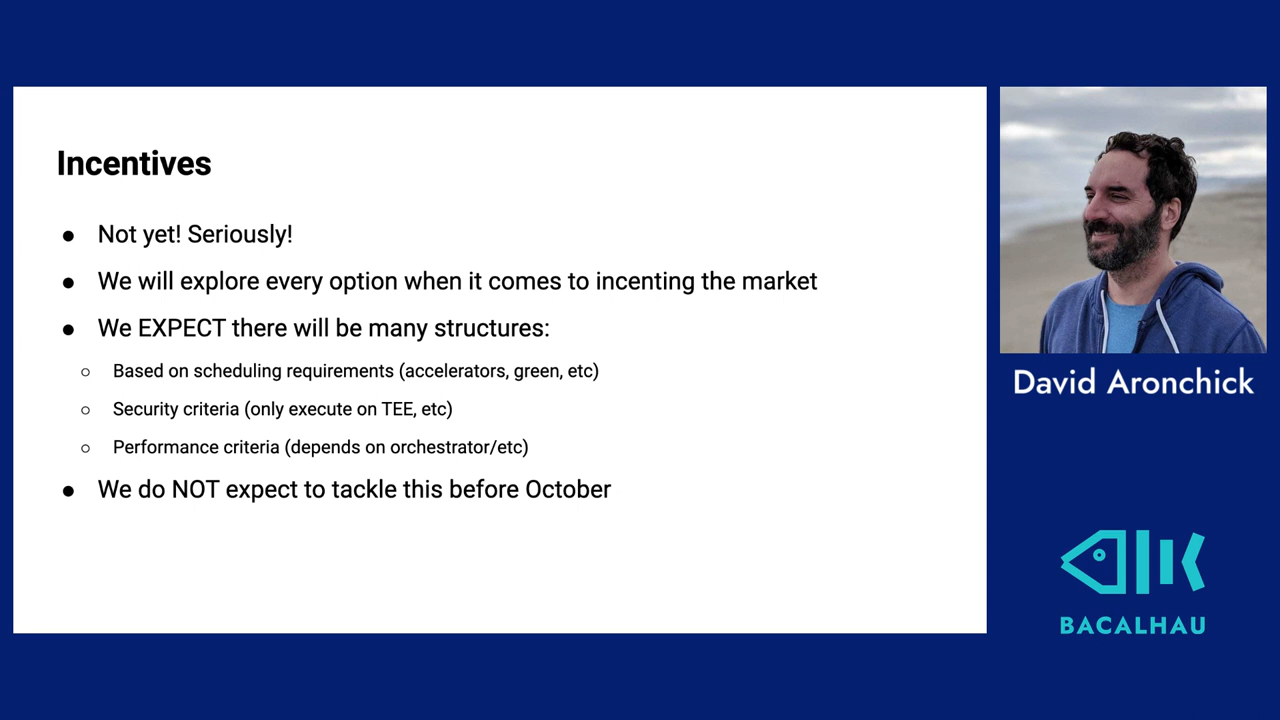 Incentives
● Not yet! Seriously!
● We will explore every option when it comes to incenting the market
● We EXPECT there will be many structures:
○ Based on scheduling requirements (accelerators, green, etc)
○ Security criteria (only execute on TEE, etc)
○ Performance criteria (depends on orchestrator/etc)
● We do NOT expect to tackle this before October
David Aronchick
BACALHAU